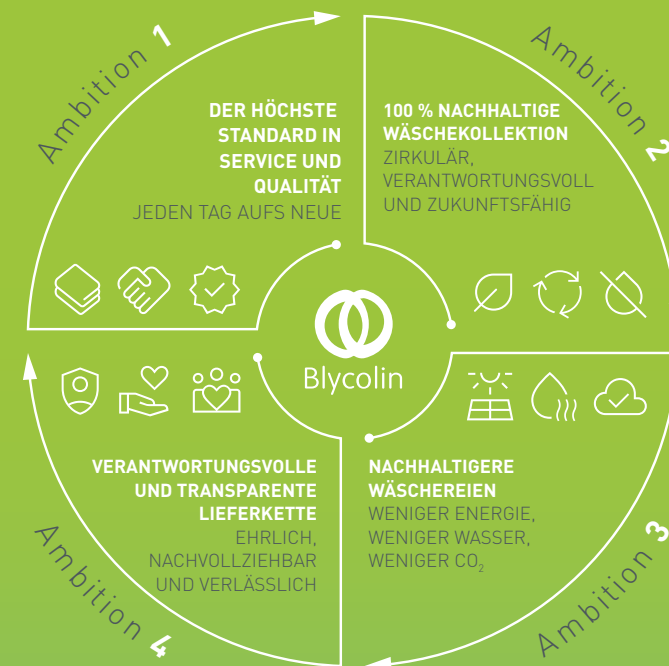 Ambition 1
DER HÖCHSTE
STANDARD IN
SERVICE UND
QUALITÄT
JEDEN TAG AUFS NEUE
Ambition 2
100 % NACHHALTIGE
WÄSCHEKOLLEKTION
ZIRKULÄR,
VERANTWORTUNGSVOLL
UND ZUKUNFTSFÄHIG
Blycolin
NACHHALTIGERE
WÄSCHEREIEN
WENIGER ENERGIE,
WENIGER WASSER,
WENIGER CO₂
Ambition 3
VERANTWORTUNGSVOLLE
UND TRANSPARENTE
LIEFERKETTE
EHRLICH,
NACHVOLLZIEHBAR
UND VERLÄSSLICH
Ambition 4